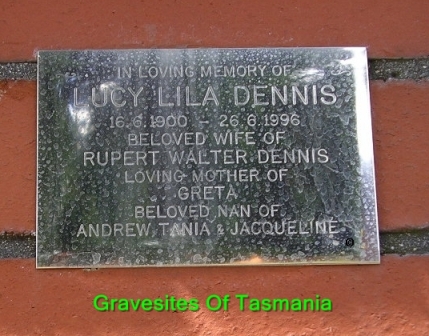 IN LOVING MEMORY OF
LUCY LILA DENNIS
16.6.1900 - 26.6.1996
BELOVED WIFE OF
RUPERT WALTER DENNIS
LOVING MOTHER OF
GRETA
BELOVED NAN OF
ANDREW, TANIA & JACQUELINE
Gravesites Of Tasmania